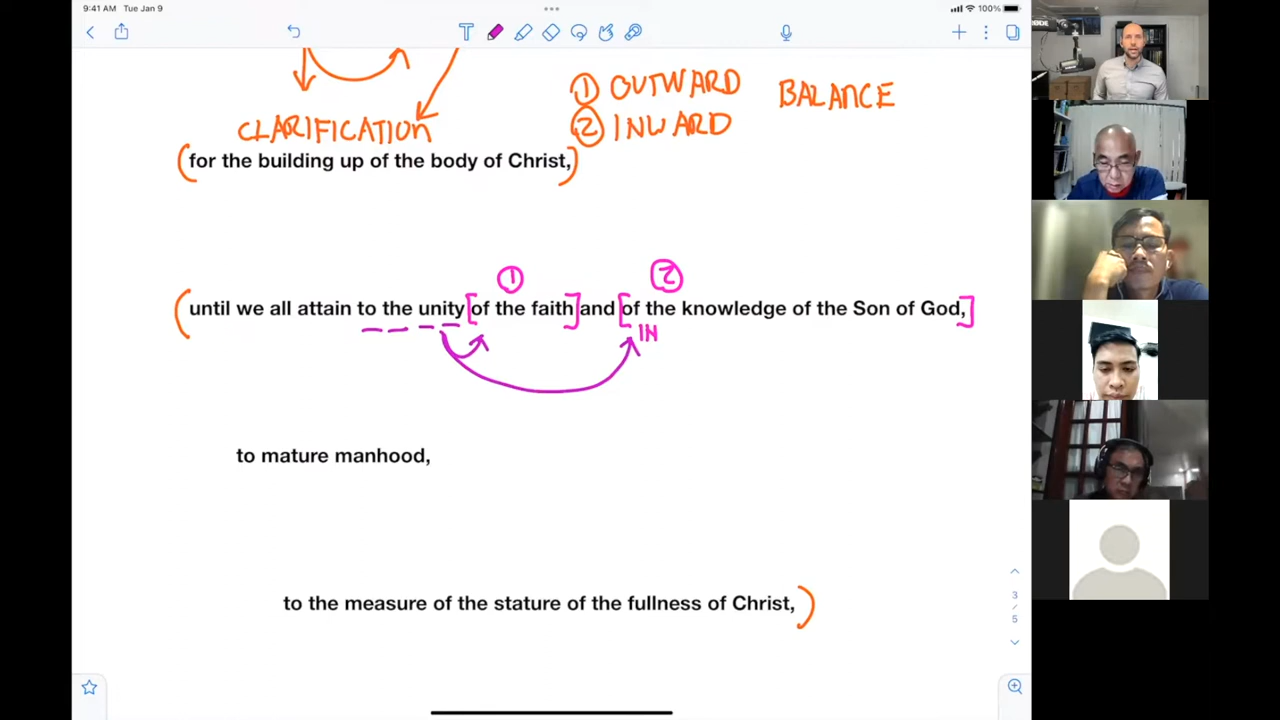 9:41 AM Tue Jan 9
100%
T
① OUTWARD BALANCE
CLARIFICATION ② INWARD
(for the building up of the body of Christ,)
① ②
(until we all attain to the unity [of the faith] and [of the knowledge of the Son of God,]
IN
to mature manhood,
3
/
5
to the measure of the stature of the fullness of Christ,)